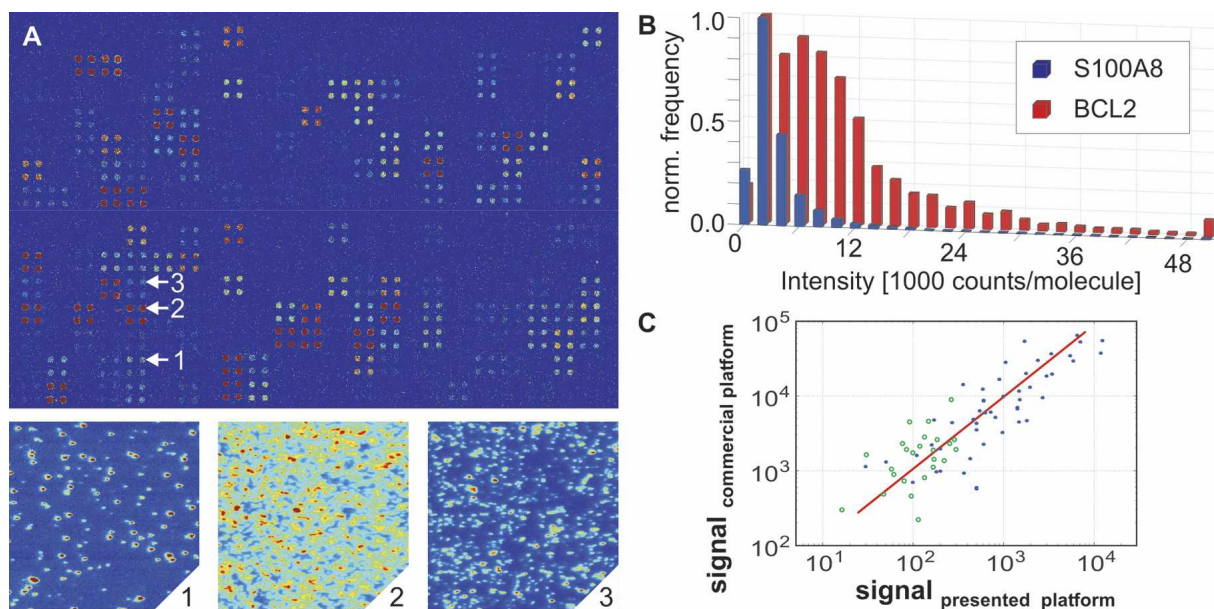 A
3
2
1
1
2
3
B
norm. frequency
1.0
0.5
0.0
0
12
24
36
48
Intensity [1000 counts/molecule]
S100A8
BCL2
C
signal commercial platform
10^5
10^4
10^3
10^2
10^1
10^2
10^3
10^4
signal presented platform